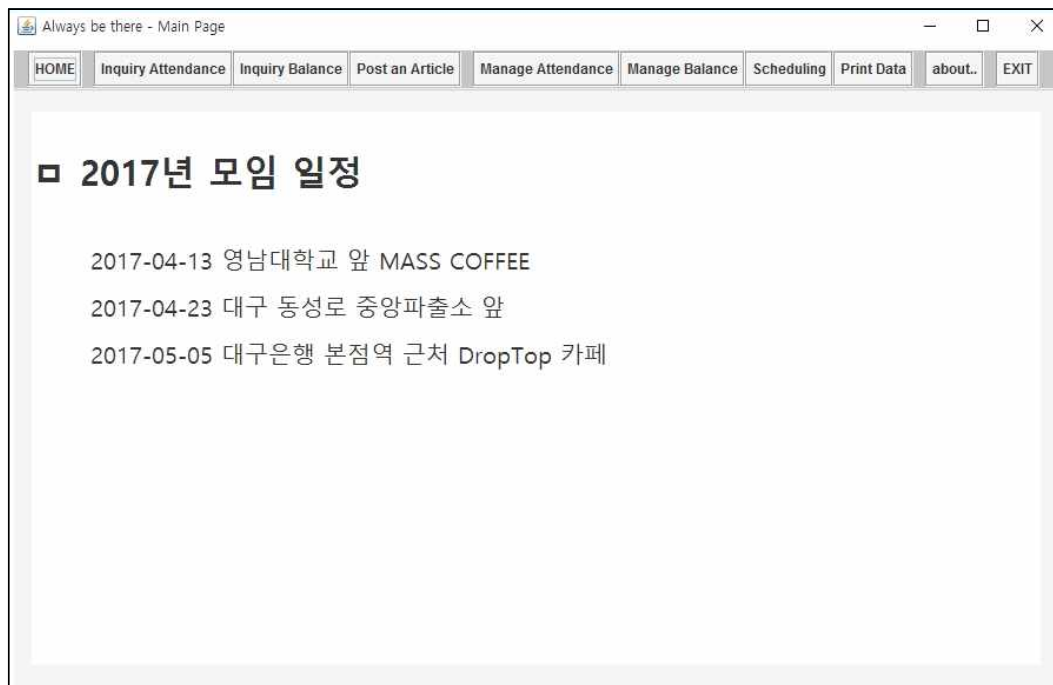 Always be there - Main Page
HOME Inquiry Attendance Inquiry Balance Post an Article Manage Attendance Manage Balance Scheduling Print Data about.. EXIT
ㅁ 2017년 모임 일정
2017-04-13 영남대학교 앞 MASS COFFEE
2017-04-23 대구 동성로 중앙파출소 앞
2017-05-05 대구은행 본점역 근처 DropTop 카페